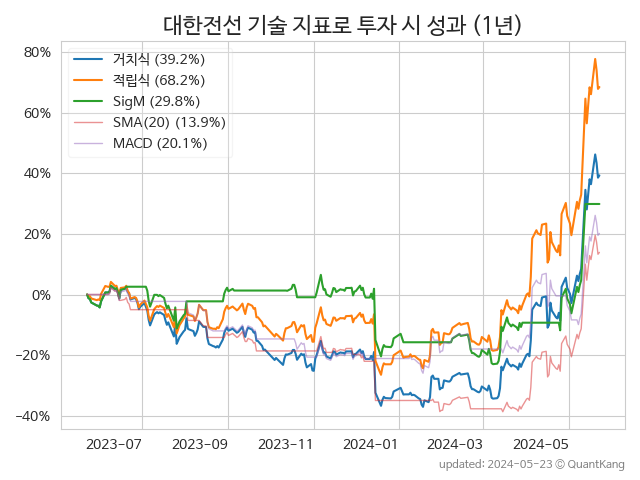 대한전선 기술 지표로 투자 시 성과 (1년)
거치식 (39.2%)
적립식 (68.2%)
SigM (29.8%)
SMA(20) (13.9%)
MACD (20.1%)
80%
60%
40%
20%
0%
−20%
−40%
2023-07 2023-09 2023-11 2024-01 2024-03 2024-05
updated: 2024-05-23 ⓒ QuantKang